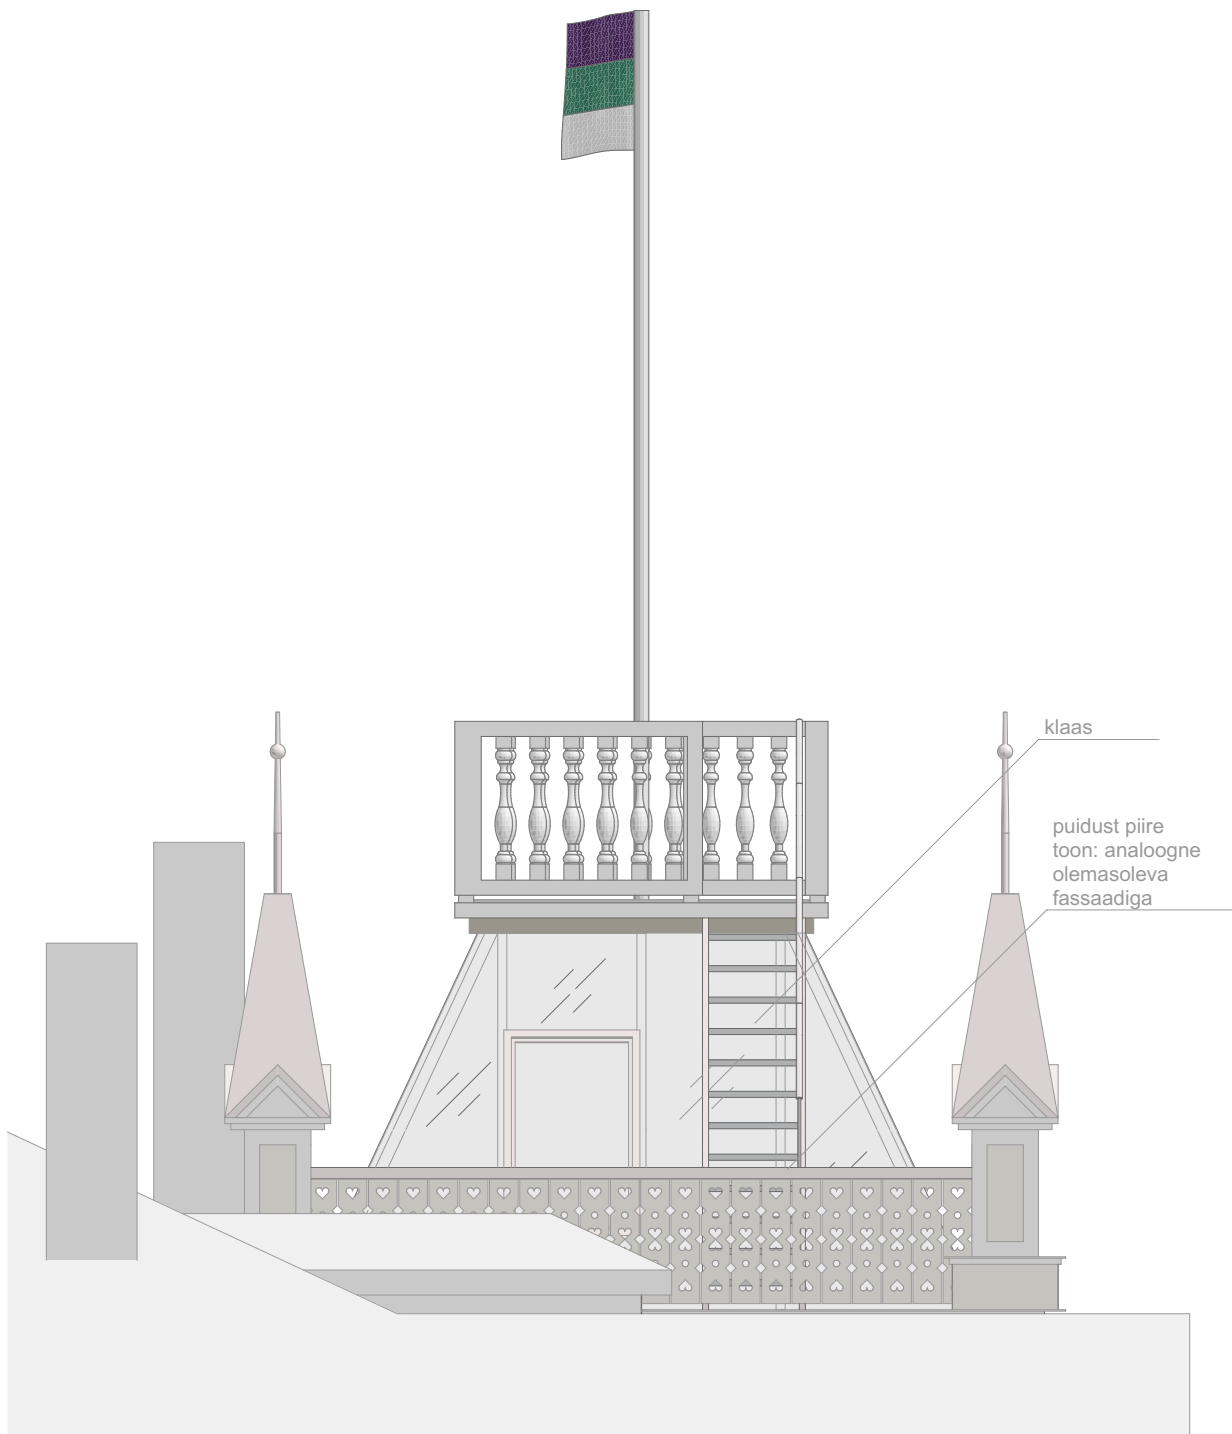 klaas
puidust piire
toon: analoogne
olemasoleva
fassaadiga